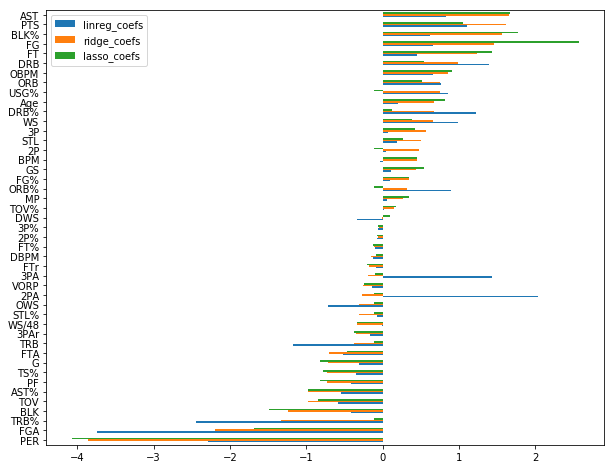 linreg_coefs
ridge_coefs
lasso_coefs
AST
PTS
BLK%
FG
FT
DRB
OBPM
ORB
USG%
Age
DRB%
WS
3P
STL
2P
BPM
GS
FG%
ORB%
MP
TOV%
DWS
3P%
2P%
FT%
DBPM
FTr
3PA
VORP
2PA
OWS
STL%
WS/48
3PAr
TRB
FTA
G
TS%
PF
AST%
TOV
BLK
TRB%
FGA
PER
−4 −3 −2 −1 0 1 2